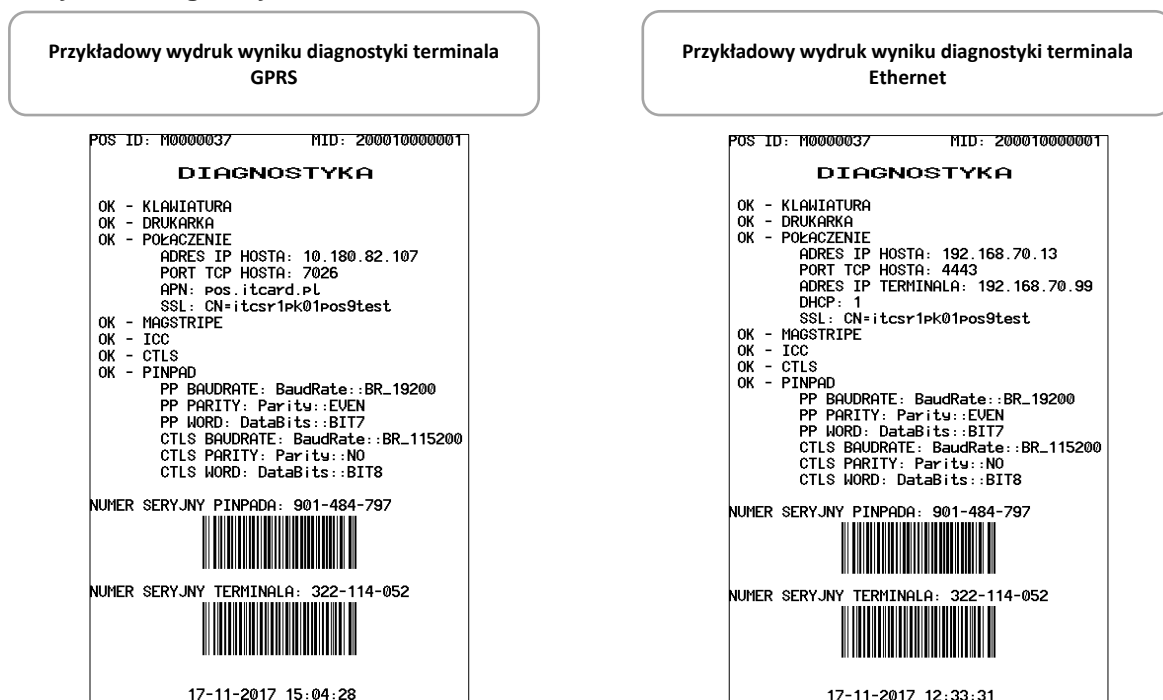 Przykładowy wydruk wyniku diagnostyki terminala
GPRS
POS ID: M0000037 MID: 200010000001
DIAGNOSTYKA
OK - KLAWIATURA
OK - DRUKARKA
OK - POŁACZENIE
ADRES IP HOSTA: 10.180.82.107
PORT TCP HOSTA: 7026
APN: pos.itcard.pl
SSL: CN=itcsr1pk01pos9test
OK - MAGSTRIPE
OK - ICC
OK - CTLS
OK - PINPAD
PP BAUDRATE: BaudRate::BR_19200
PP PARITY: Parity::EVEN
PP WORD: DataBits::BIT7
CTLS BAUDRATE: BaudRate::BR_115200
CTLS PARITY: Parity::NO
CTLS WORD: DataBits::BIT8
NUMER SERYJNY PINPADA: 901-484-797
NUMER SERYJNY TERMINALA: 322-114-052
17-11-2017 15:04:28
Przykładowy wydruk wyniku diagnostyki terminala
Ethernet
POS ID: M0000037 MID: 200010000001
DIAGNOSTYKA
OK - KLAWIATURA
OK - DRUKARKA
OK - POŁACZENIE
ADRES IP HOSTA: 192.168.70.13
PORT TCP HOSTA: 4443
ADRES IP TERMINALA: 192.168.70.99
DHCP: 1
SSL: CN=itcsr1pk01pos9test
OK - MAGSTRIPE
OK - ICC
OK - CTLS
OK - PINPAD
PP BAUDRATE: BaudRate::BR_19200
PP PARITY: Parity::EVEN
PP WORD: DataBits::BIT7
CTLS BAUDRATE: BaudRate::BR_115200
CTLS PARITY: Parity::NO
CTLS WORD: DataBits::BIT8
NUMER SERYJNY PINPADA: 901-484-797
NUMER SERYJNY TERMINALA: 322-114-052
17-11-2017 12:33:31